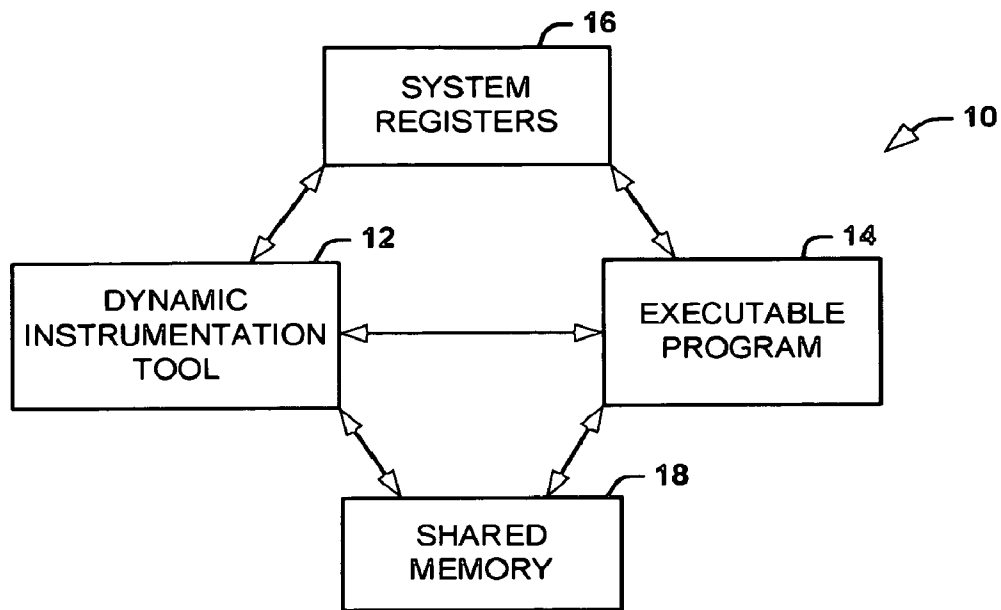 16
SYSTEM
REGISTERS
10
12
DYNAMIC
INSTRUMENTATION
TOOL
14
EXECUTABLE
PROGRAM
18
SHARED
MEMORY